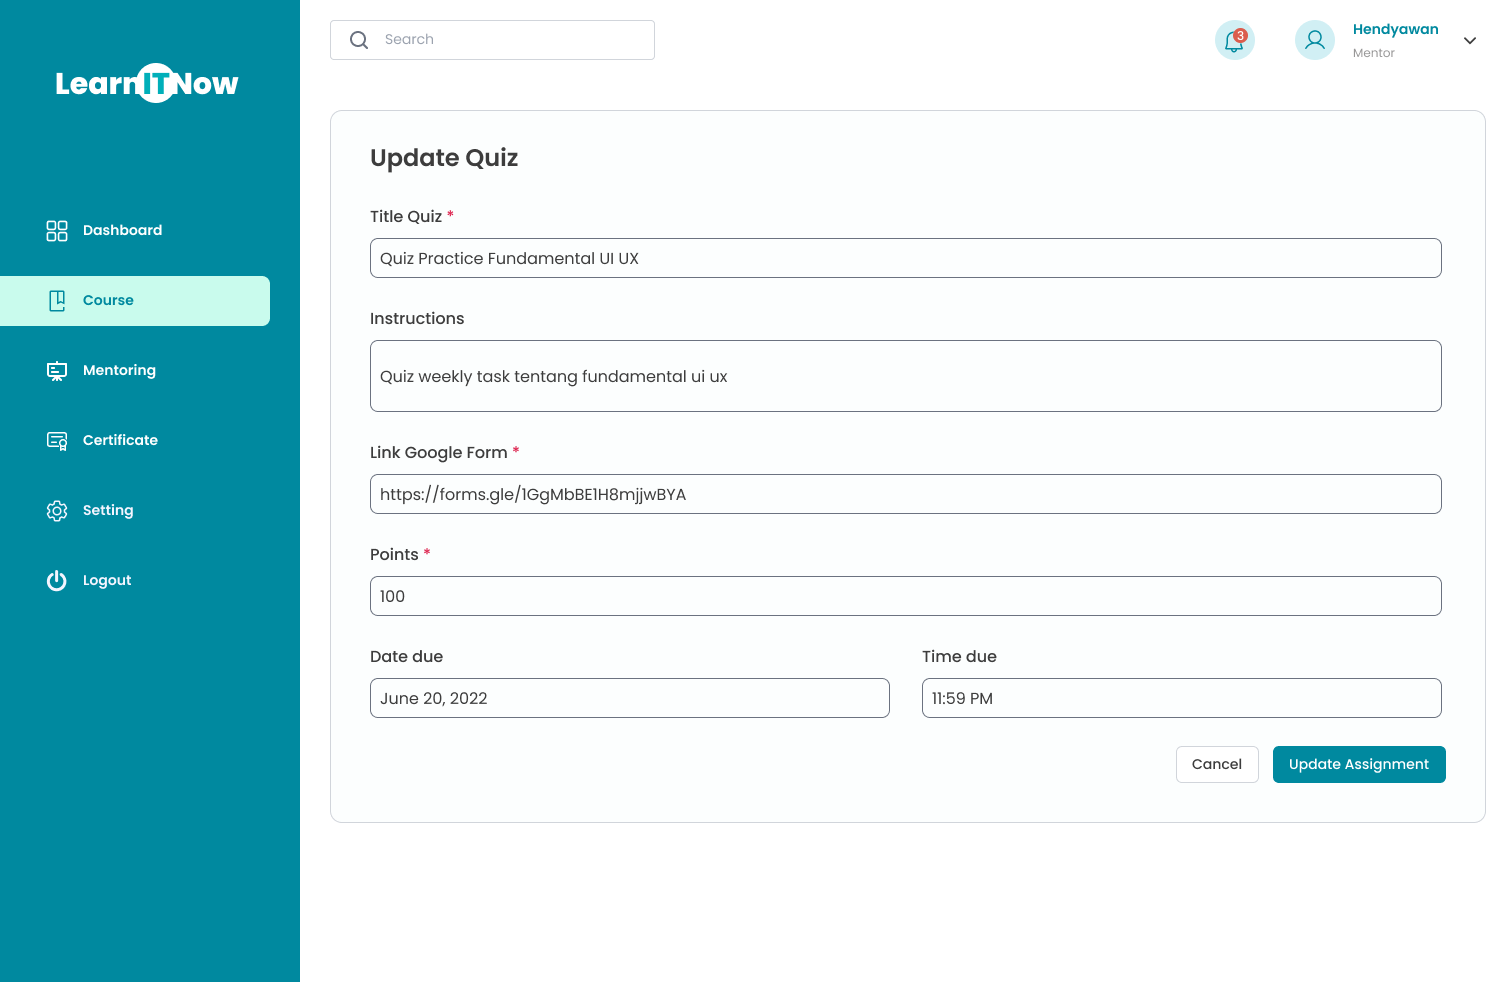 LearnITNow
Dashboard
Course
Mentoring
Certificate
Setting
Logout
Search
3
Hendyawan
Mentor
Update Quiz
Title Quiz *
Quiz Practice Fundamental UI UX
Instructions
Quiz weekly task tentang fundamental ui ux
Link Google Form *
https://forms.gle/1GgMbBE1H8mjjwBYA
Points *
100
Date due
Time due
June 20, 2022
11:59 PM
Cancel
Update Assignment